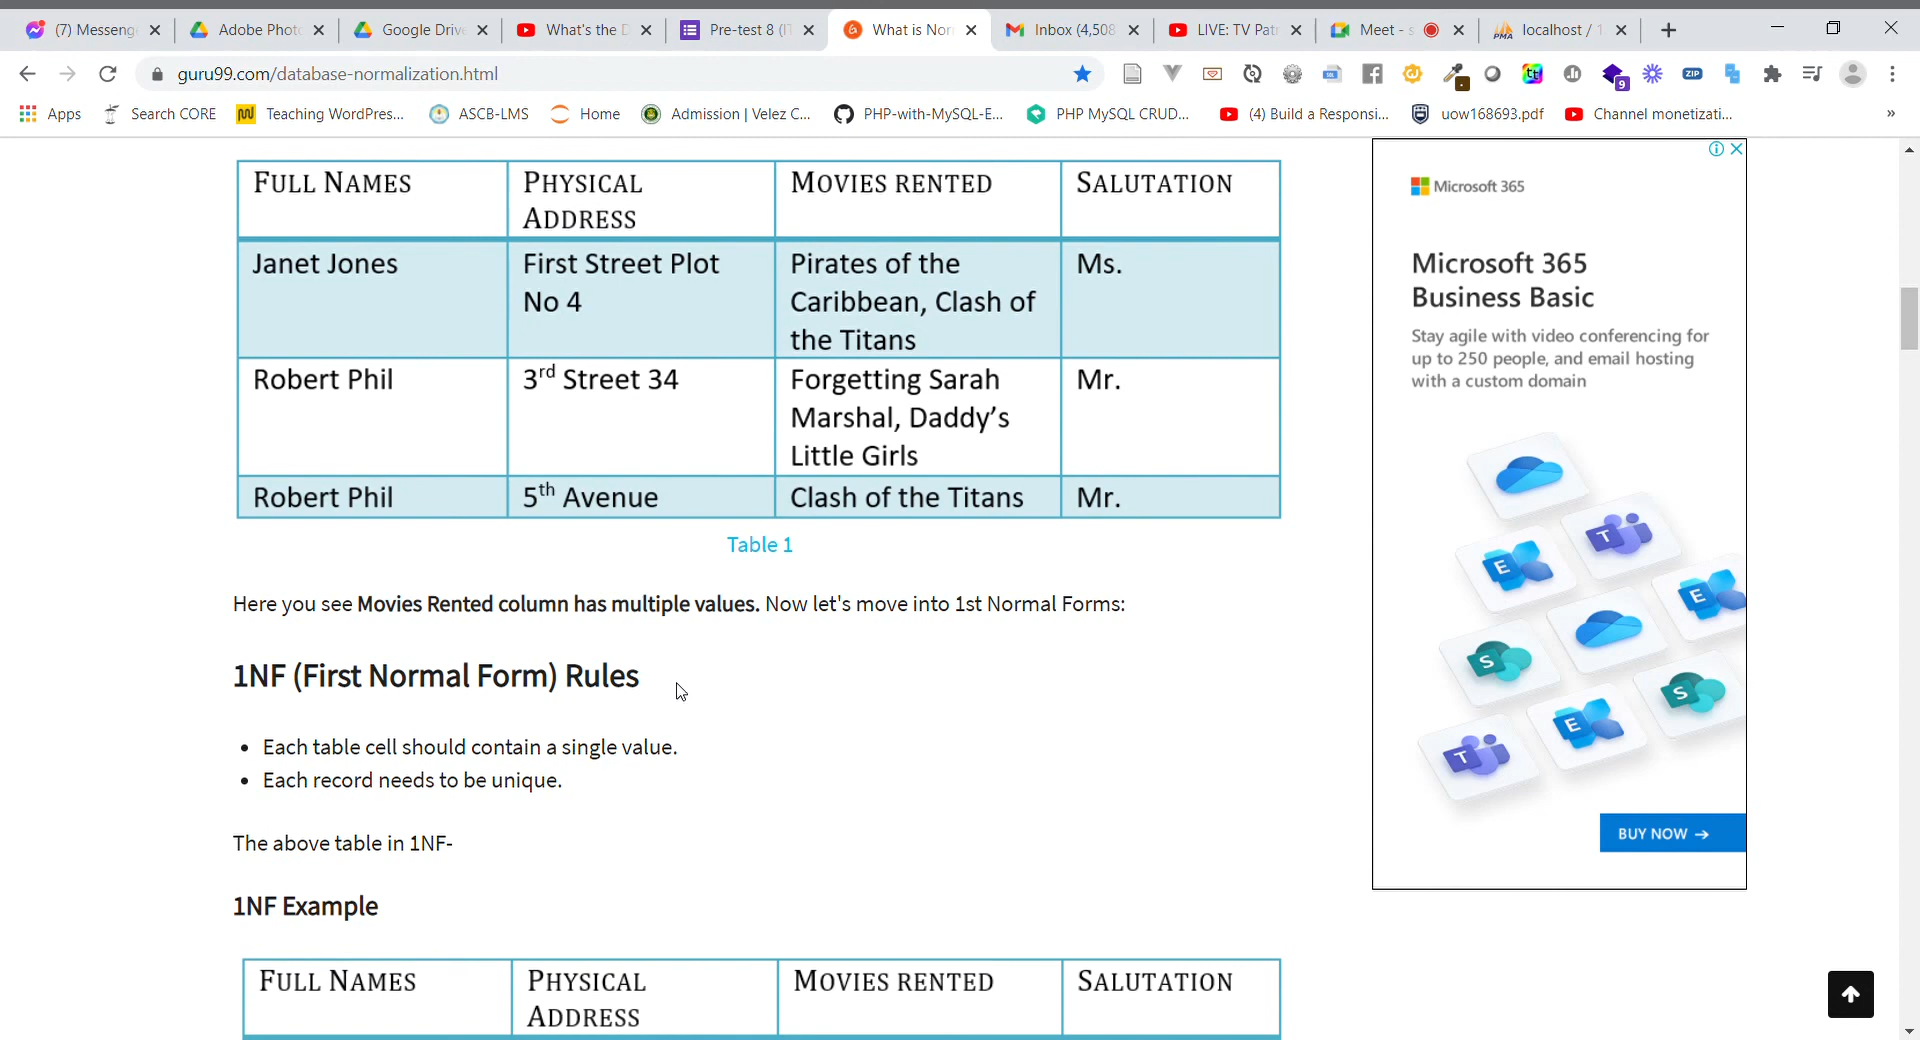 (7) Messeng
Adobe Phot
Google Driv
What's the D
Pre-test 8 (IT
What is Nor
Inbox (4,508
LIVE: TV Pat
Meet - s
localhost / 1
guru99.com/database-normalization.html
9
ZIP
Apps
Search CORE
Teaching WordPres...
ASCB-LMS
Home
Admission | Velez C...
PHP-with-MySQL-E...
PHP MySQL CRUD...
(4) Build a Responsi...
uow168693.pdf
Channel monetizati...
»
FULL NAMES PHYSICAL ADDRESS MOVIES RENTED SALUTATION
Janet Jones First Street Plot No 4 Pirates of the Caribbean, Clash of the Titans Ms.
Robert Phil 3rd Street 34 Forgetting Sarah Marshal, Daddy's Little Girls Mr.
Robert Phil 5th Avenue Clash of the Titans Mr.
Table 1
Here you see Movies Rented column has multiple values. Now let's move into 1st Normal Forms:
1NF (First Normal Form) Rules
• Each table cell should contain a single value.
• Each record needs to be unique.
The above table in 1NF-
1NF Example
FULL NAMES PHYSICAL ADDRESS MOVIES RENTED SALUTATION
Microsoft 365
Microsoft 365
Business Basic
Stay agile with video conferencing for
up to 250 people, and email hosting
with a custom domain
T
E
E
S
S
E
T
BUY NOW →